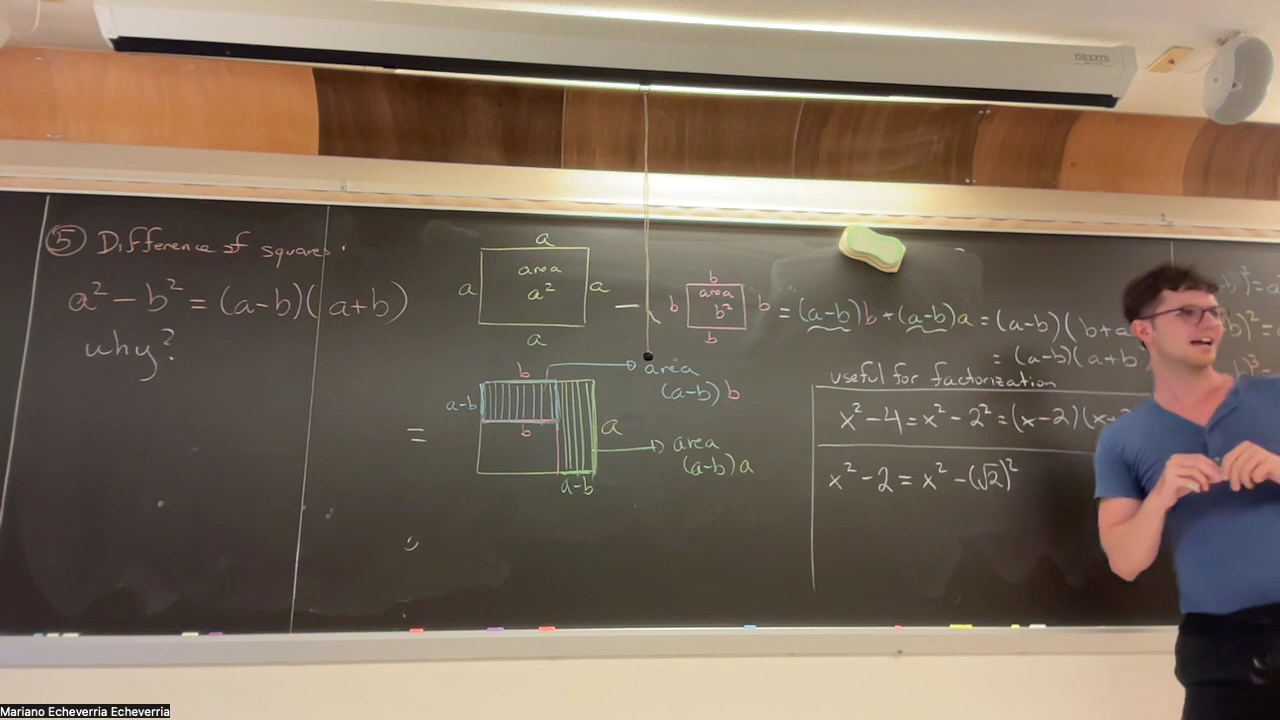 ⑤ Difference of squares.
a² − b² = (a−b)(a+b)
why?
a
a
area
a²
a
a
−
b
b
area
b²
b
b
= (a−b)b + (a−b)a = (a−b)(b+a
= (a−b)(a+b
b
a−b
b
=
a
a−b
area
(a−b)b
area
(a−b)a
useful for factorization
x² − 4 = x² − 2² = (x−2)(x+2
x² − 2 = x² − (√2)²
Mariano Echeverria Echeverria